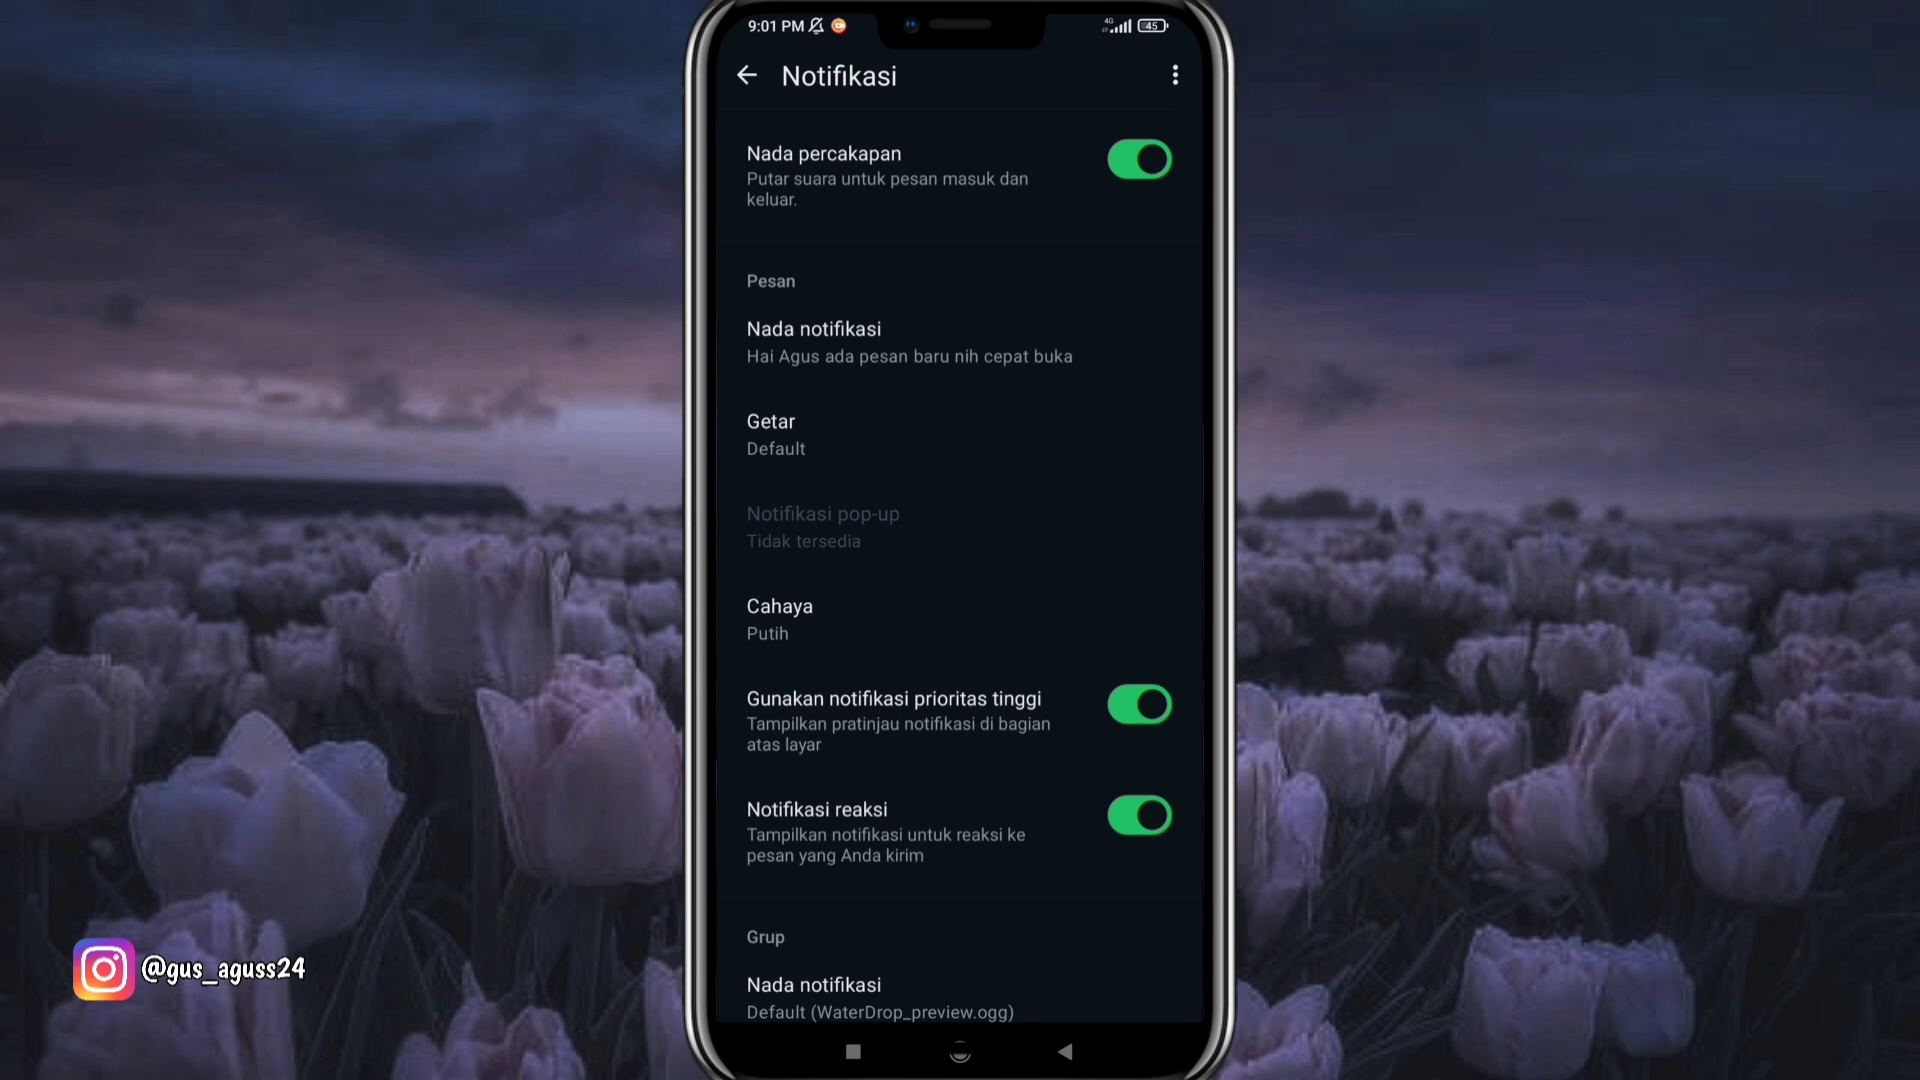 9:01 PM
4G
45
Notifikasi
Nada percakapan
Putar suara untuk pesan masuk dan
keluar.
Pesan
Nada notifikasi
Hai Agus ada pesan baru nih cepat buka
Getar
Default
Notifikasi pop-up
Tidak tersedia
Cahaya
Putih
Gunakan notifikasi prioritas tinggi
Tampilkan pratinjau notifikasi di bagian
atas layar
Notifikasi reaksi
Tampilkan notifikasi untuk reaksi ke
pesan yang Anda kirim
Grup
Nada notifikasi
Default (WaterDrop_preview.ogg)
@gus_aguss24